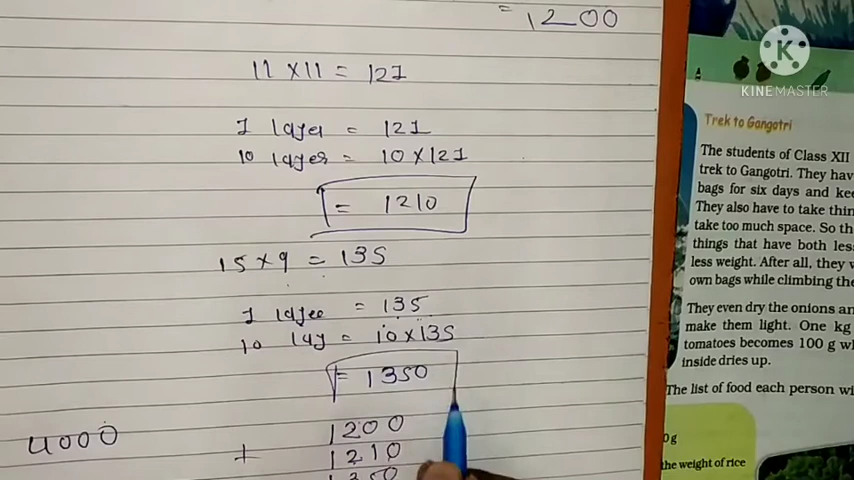 = 1200
11 × 11 = 121
1 layer = 121
10 layer = 10 × 121
= 1210
15 × 9 = 135
1 layer = 135
10 lay = 10 × 135
= 1350
1200
4000 + 1210
1350
KINEMASTER
Trek to Gangotri
The students of Class XII
trek to Gangotri. They hav
bags for six days and kee
They also have to take thin
take too much space. So th
things that have both les
less weight. After all, they w
own bags while climbing the
They even dry the onions an
make them light. One kg
tomatoes becomes 100 g w
inside dries up.
The list of food each person wi
0 g
the weight of rice